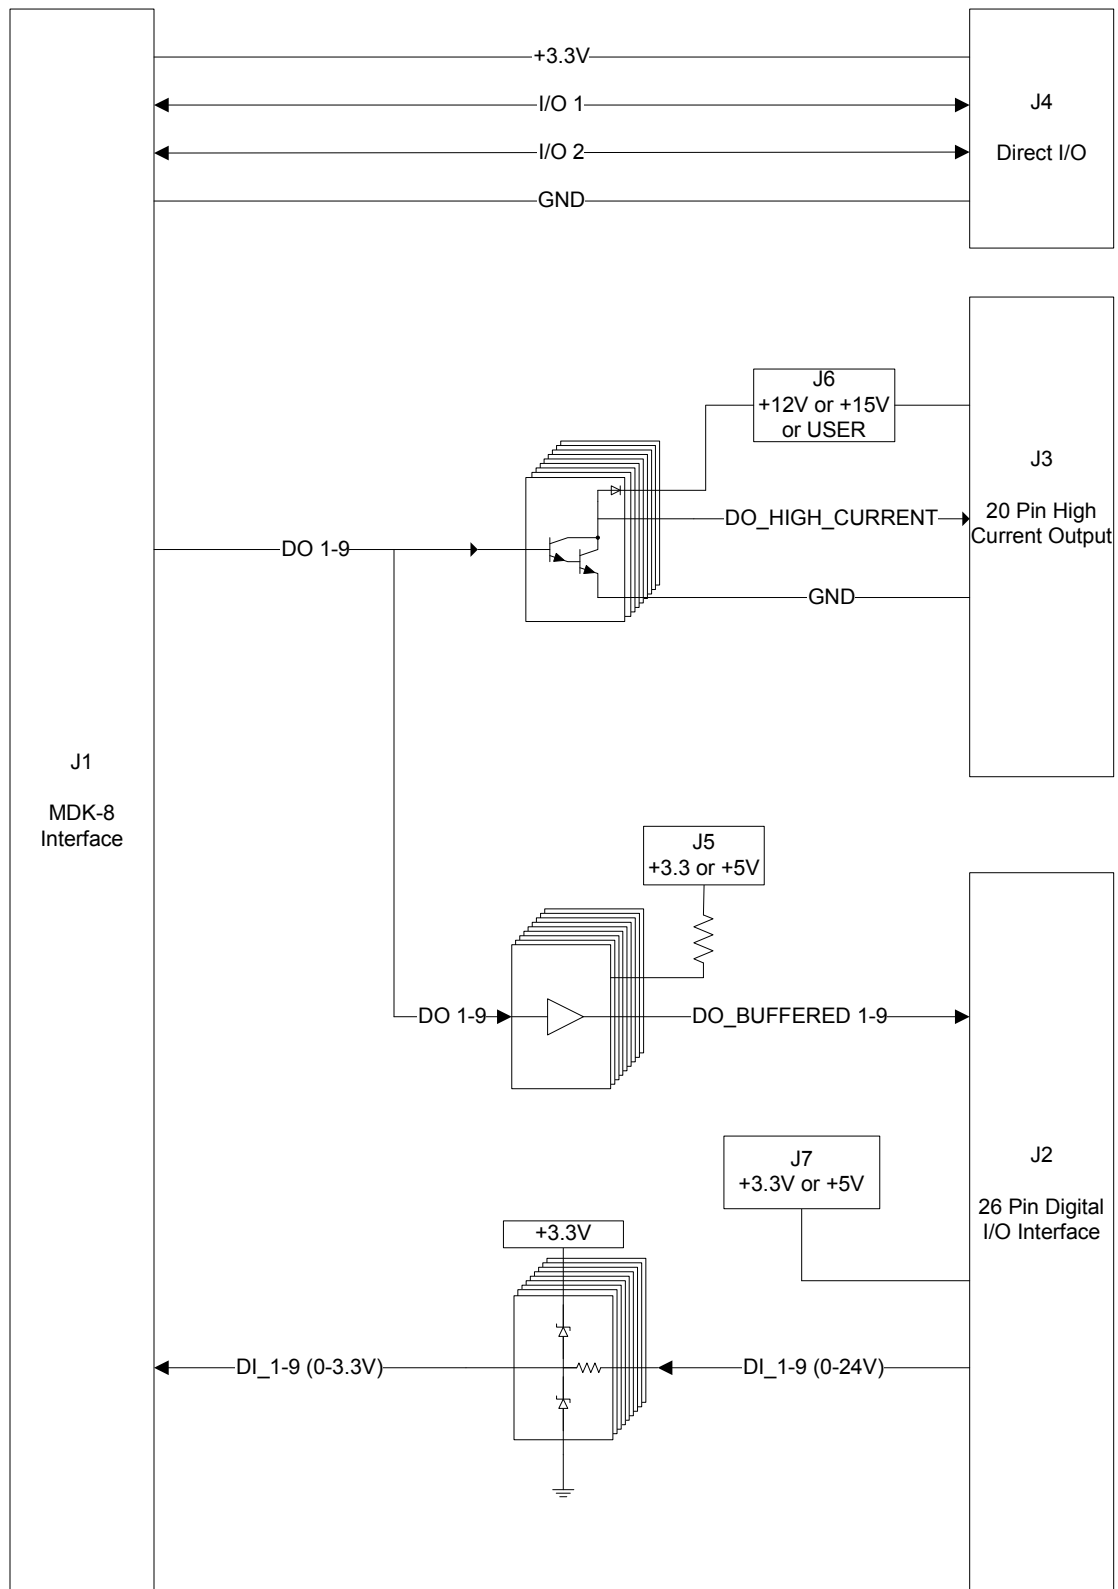 +3.3V
I/O 1
I/O 2
GND
J4
Direct I/O
J6
+12V or +15V
or USER
J3
20 Pin High
Current Output
DO_HIGH_CURRENT
DO 1-9
GND
J1
MDK-8
Interface
J5
+3.3 or +5V
DO 1-9
DO_BUFFERED 1-9
J7
+3.3V or +5V
J2
26 Pin Digital
I/O Interface
+3.3V
DI_1-9 (0-3.3V)
DI_1-9 (0-24V)